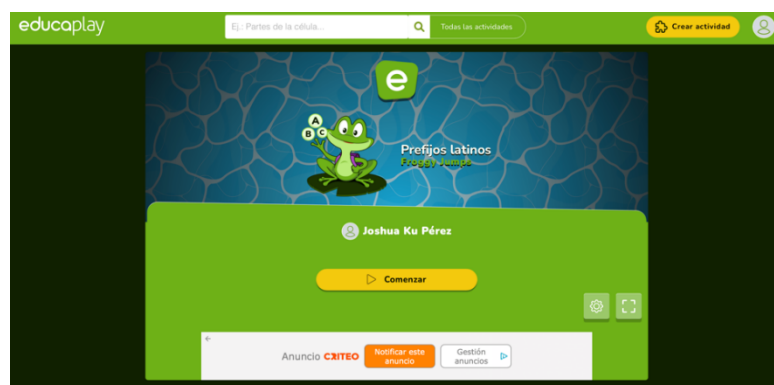 educaplay
Ej.: Partes de la célula...
Todas las actividades
Crear actividad
e
A
B C
Prefijos latinos
Froggy Jumps
Joshua Ku Pérez
Comenzar
Anuncio CRITEO
Notificar este
anuncio
Gestión
anuncios